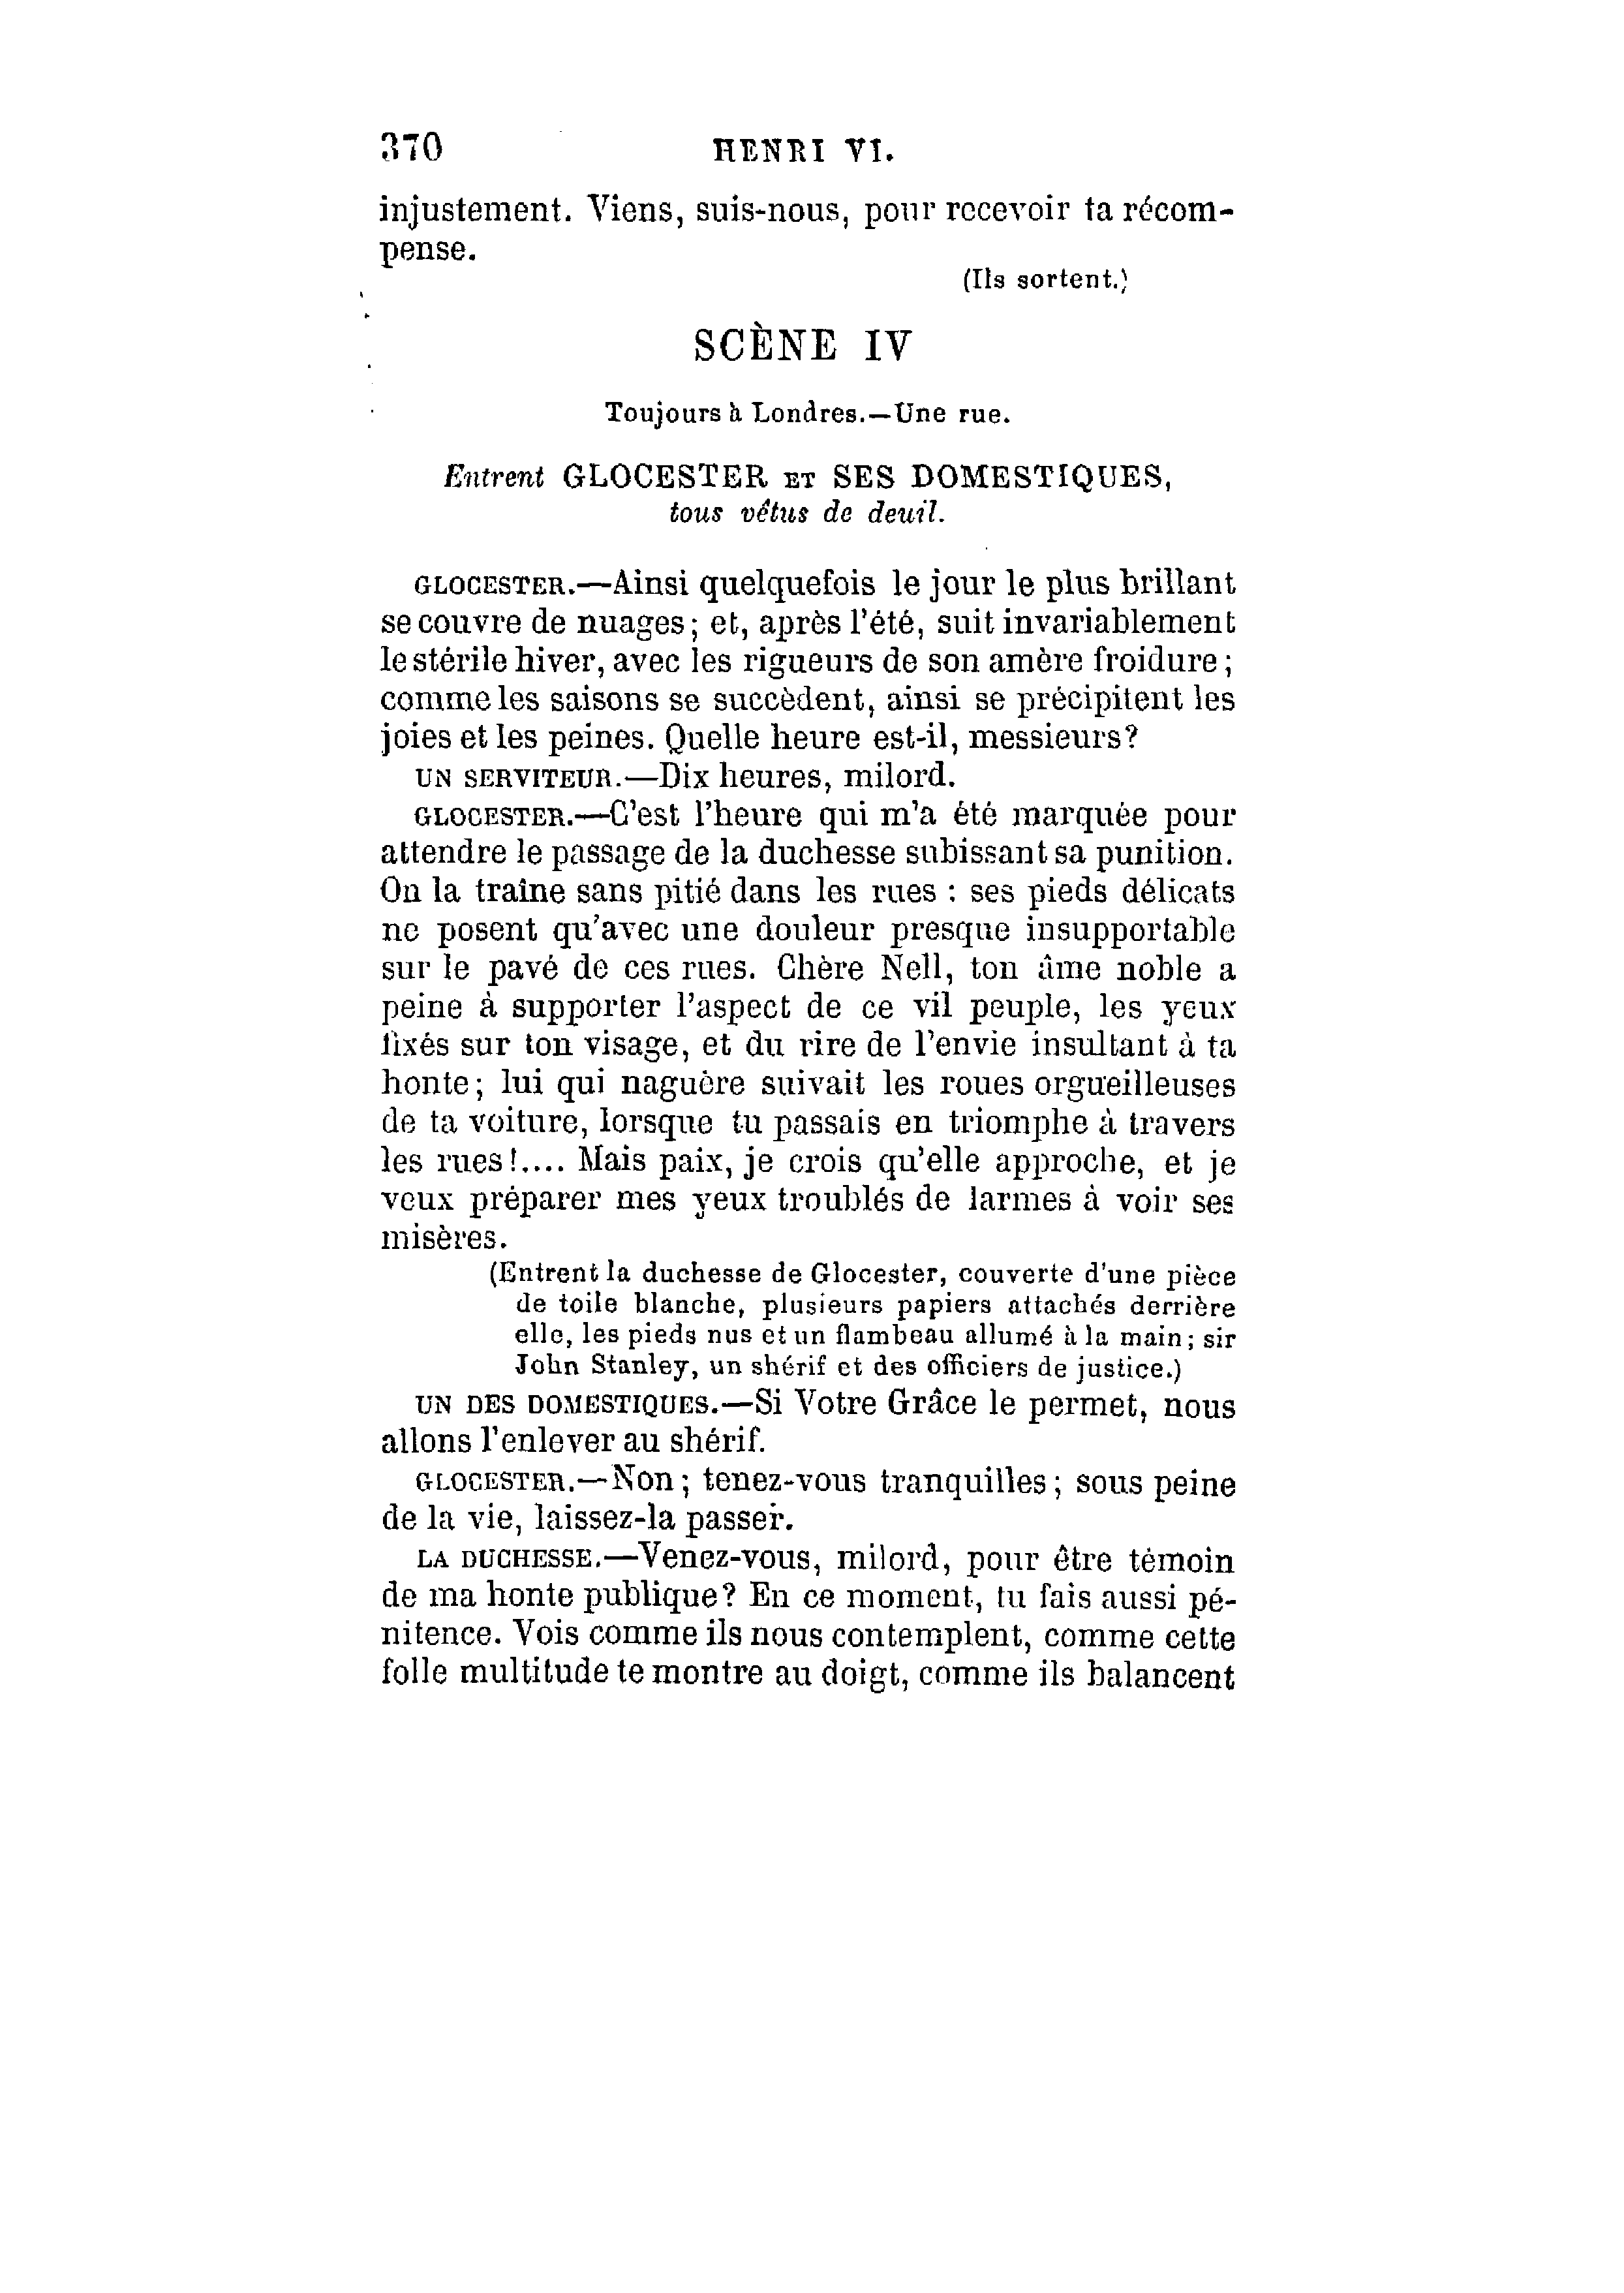 370 HENRI VI.
injustement. Viens, suis-nous, pour recevoir ta récom-
pense.
(Ils sortent.)
SCÈNE IV
Toujours à Londres.—Une rue.
Entrent GLOCESTER ET SES DOMESTIQUES,
tous vêtus de deuil.
GLOCESTER.—Ainsi quelquefois le jour le plus brillant
se couvre de nuages; et, après l'été, suit invariablement
le stérile hiver, avec les rigueurs de son amère froidure;
comme les saisons se succèdent, ainsi se précipitent les
joies et les peines. Quelle heure est-il, messieurs?
UN SERVITEUR.—Dix heures, milord.
GLOCESTER.—C'est l'heure qui m'a été marquée pour
attendre le passage de la duchesse subissant sa punition.
On la traîne sans pitié dans les rues : ses pieds délicats
ne posent qu'avec une douleur presque insupportable
sur le pavé de ces rues. Chère Nell, ton âme noble a
peine à supporter l'aspect de ce vil peuple, les yeux
fixés sur ton visage, et du rire de l'envie insultant à ta
honte; lui qui naguère suivait les roues orgueilleuses
de ta voiture, lorsque tu passais en triomphe à travers
les rues!.... Mais paix, je crois qu'elle approche, et je
veux préparer mes yeux troublés de larmes à voir ses
misères.
(Entrent la duchesse de Glocester, couverte d'une pièce
de toile blanche, plusieurs papiers attachés derrière
elle, les pieds nus et un flambeau allumé à la main; sir
John Stanley, un shérif et des officiers de justice.)
UN DES DOMESTIQUES.—Si Votre Grâce le permet, nous
allons l'enlever au shérif.
GLOCESTER.—Non; tenez-vous tranquilles; sous peine
de la vie, laissez-la passer.
LA DUCHESSE.—Venez-vous, milord, pour être témoin
de ma honte publique? En ce moment, tu fais aussi pé-
nitence. Vois comme ils nous contemplent, comme cette
folle multitude te montre au doigt, comme ils balancent